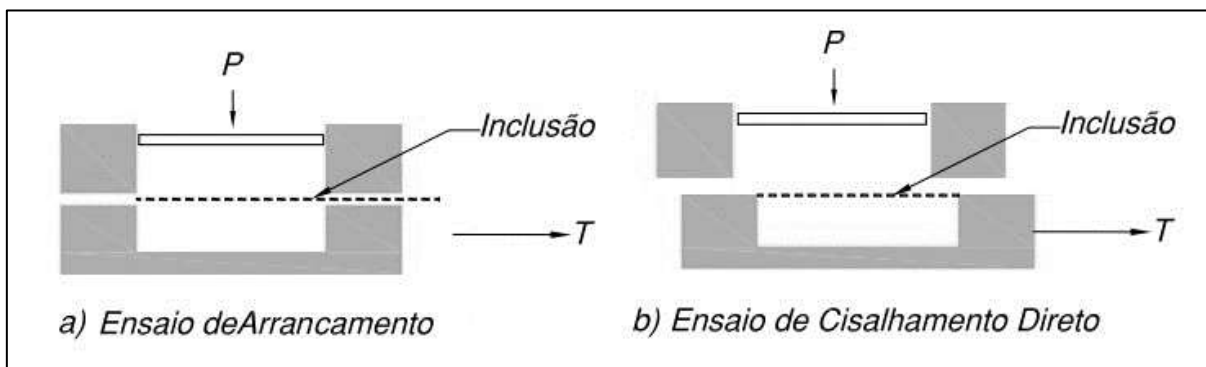 P
Inclusão
T
a) Ensaio deArrancamento
P
Inclusão
T
b) Ensaio de Cisalhamento Direto